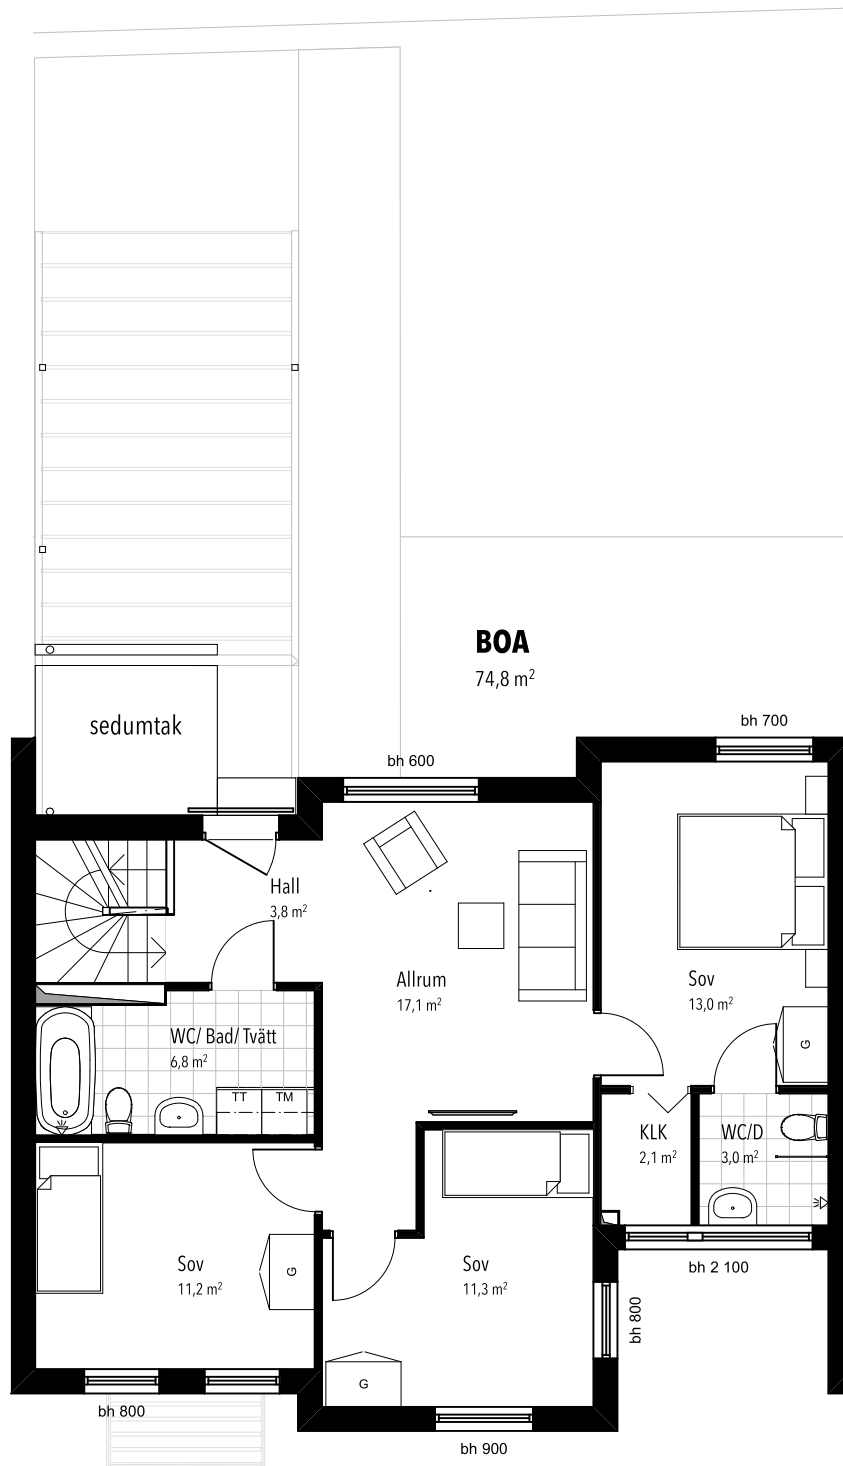 BOA
74,8 m²
sedumtak
bh 700
bh 600
Hall
3,8 m²
Allrum
17,1 m²
Sov
13,0 m²
G
WC/ Bad/ Tvätt
6,8 m²
TT
TM
KLK
2,1 m²
WC/D
3,0 m²
Sov
11,2 m²
G
Sov
11,3 m²
bh 2 100
bh 800
G
bh 800
bh 900